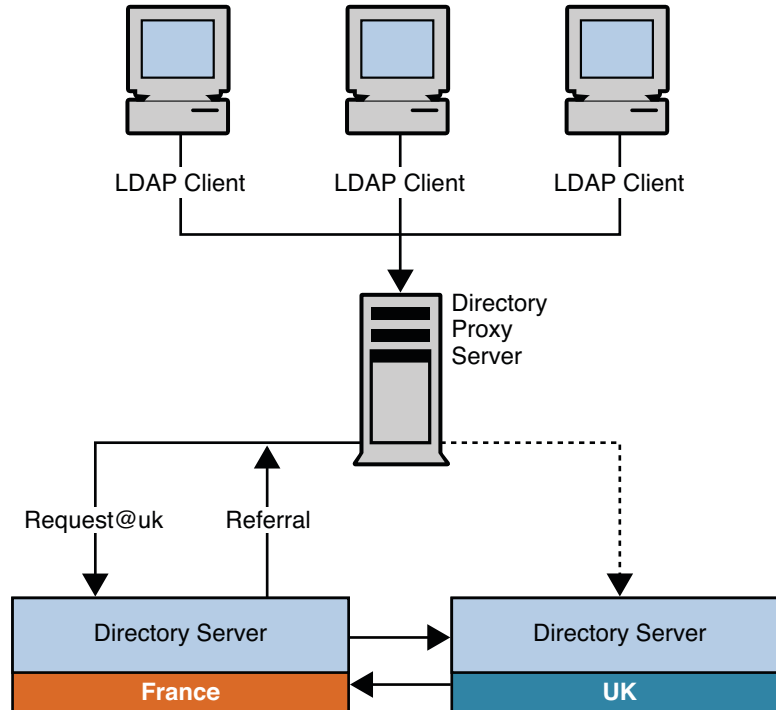 LDAP Client
LDAP Client
LDAP Client
Directory
Proxy
Server
Request@uk
Referral
Directory Server
Directory Server
France
UK